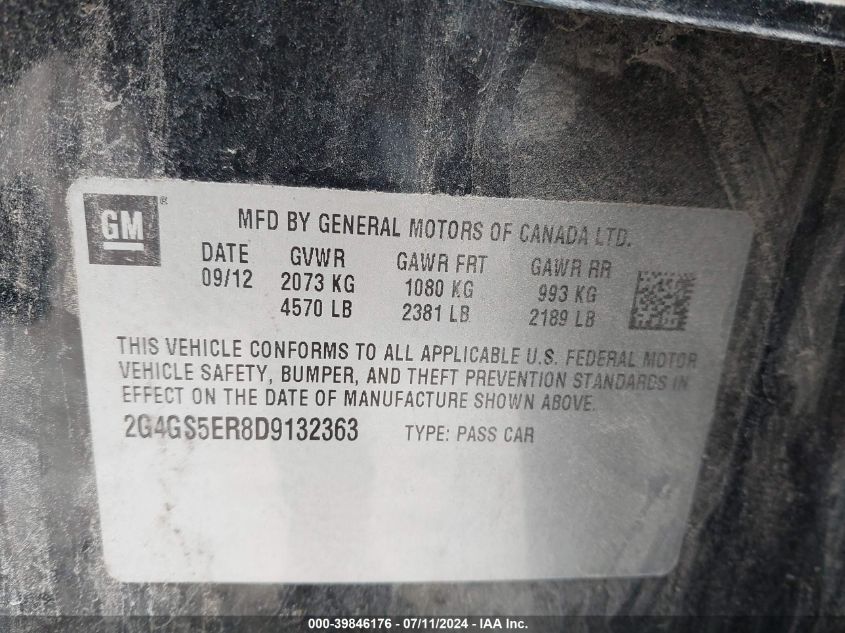 GM ®
MFD BY GENERAL MOTORS OF CANADA LTD.
DATE GVWR GAWR FRT GAWR RR
09/12 2073 KG 1080 KG 993 KG
4570 LB 2381 LB 2189 LB
THIS VEHICLE CONFORMS TO ALL APPLICABLE U.S. FEDERAL MOTOR
VEHICLE SAFETY, BUMPER, AND THEFT PREVENTION STANDARDS IN
EFFECT ON THE DATE OF MANUFACTURE SHOWN ABOVE.
2G4GS5ER8D9132363 TYPE: PASS CAR
000-39846176 - 07/11/2024 - IAA Inc.